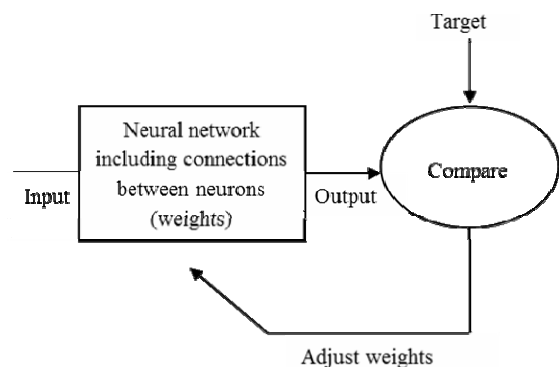 Target
Neural network
including connections
between neurons
(weights)
Compare
Input
Output
Adjust weights